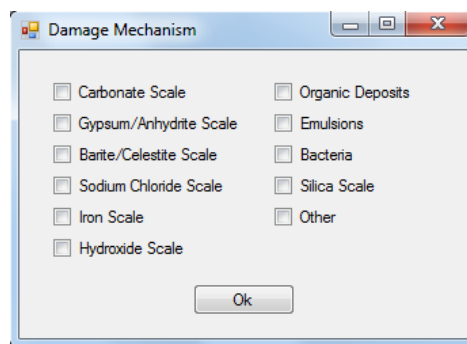 Damage Mechanism
Carbonate Scale
Gypsum/Anhydrite Scale
Barite/Celestite Scale
Sodium Chloride Scale
Iron Scale
Hydroxide Scale
Organic Deposits
Emulsions
Bacteria
Silica Scale
Other
Ok